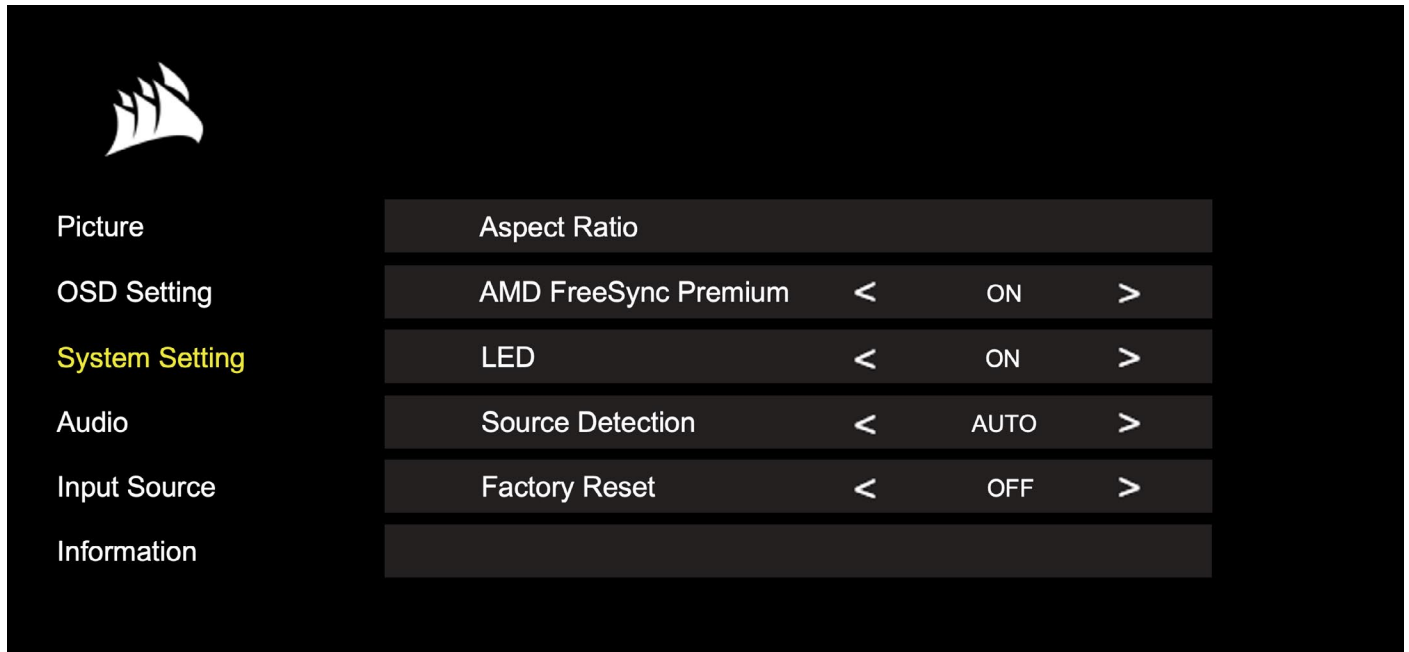 Picture Aspect Ratio
OSD Setting AMD FreeSync Premium < ON >
System Setting LED < ON >
Audio Source Detection < AUTO >
Input Source Factory Reset < OFF >
Information